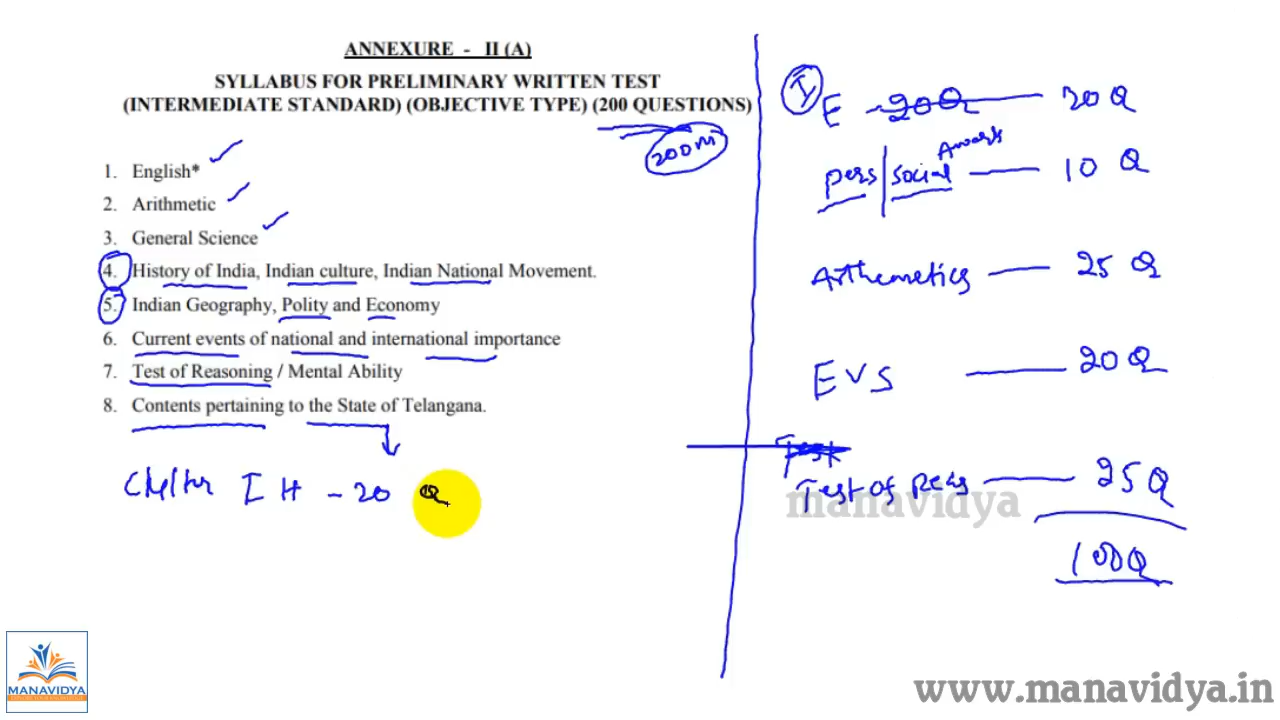 ANNEXURE - II (A)
SYLLABUS FOR PRELIMINARY WRITTEN TEST
(INTERMEDIATE STANDARD) (OBJECTIVE TYPE) (200 QUESTIONS)
200m
1. English*
2. Arithmetic
3. General Science
4. History of India, Indian culture, Indian National Movement.
5. Indian Geography, Polity and Economy
6. Current events of national and international importance
7. Test of Reasoning / Mental Ability
8. Contents pertaining to the State of Telangana.
I H - 20 Q
I
E 20Q 20 Q
pers social 10 Q
Arthemetics 25 Q
EVS 20 Q
Test
Test of Reas 25 Q
100Q
manavidya
MANAVIDYA
www.manavidya.in